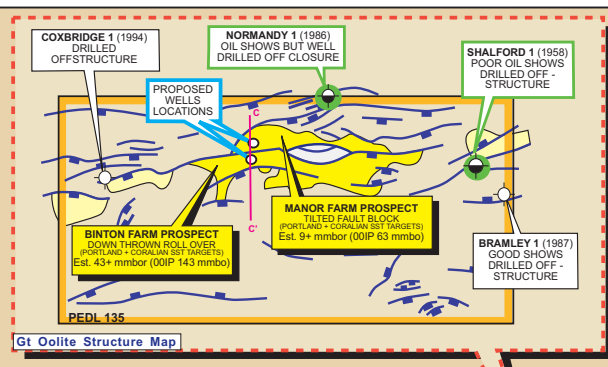 COXBRIDGE 1 (1994)
DRILLED
OFFSTRUCTURE
NORMANDY 1 (1986)
OIL SHOWS BUT WELL
DRILLED OFF CLOSURE
SHALFORD 1 (1958)
POOR OIL SHOWS
DRILLED OFF -
STRUCTURE
PROPOSED
WELLS
LOCATIONS
C
C'
BINTON FARM PROSPECT
DOWN THROWN ROLL OVER
(PORTLAND + CORALIAN SST TARGETS)
Est. 43+ mmbor (00IP 143 mmbo)
MANOR FARM PROSPECT
TILTED FAULT BLOCK
(PORTLAND + CORALIAN SST TARGETS)
Est. 9+ mmbor (00IP 63 mmbo)
BRAMLEY 1 (1987)
GOOD SHOWS
DRILLED OFF -
STRUCTURE
PEDL 135
Gt Oolite Structure Map